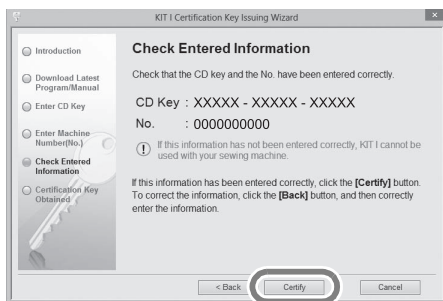 KIT I Certification Key Issuing Wizard
Introduction
Download Latest
Program/Manual
Enter CD Key
Enter Machine
Number(No.)
Check Entered
Information
Certification Key
Obtained
Check Entered Information
Check that the CD key and the No. have been entered correctly.
CD Key : XXXXX - XXXXX - XXXXX
No. : 0000000000
If this information has not been entered correctly, KIT I cannot be
used with your sewing machine.
If this information has been entered correctly, click the [Certify] button.
To correct the information, click the [Back] button, and then correctly
enter the information.
< Back
Certify
Cancel